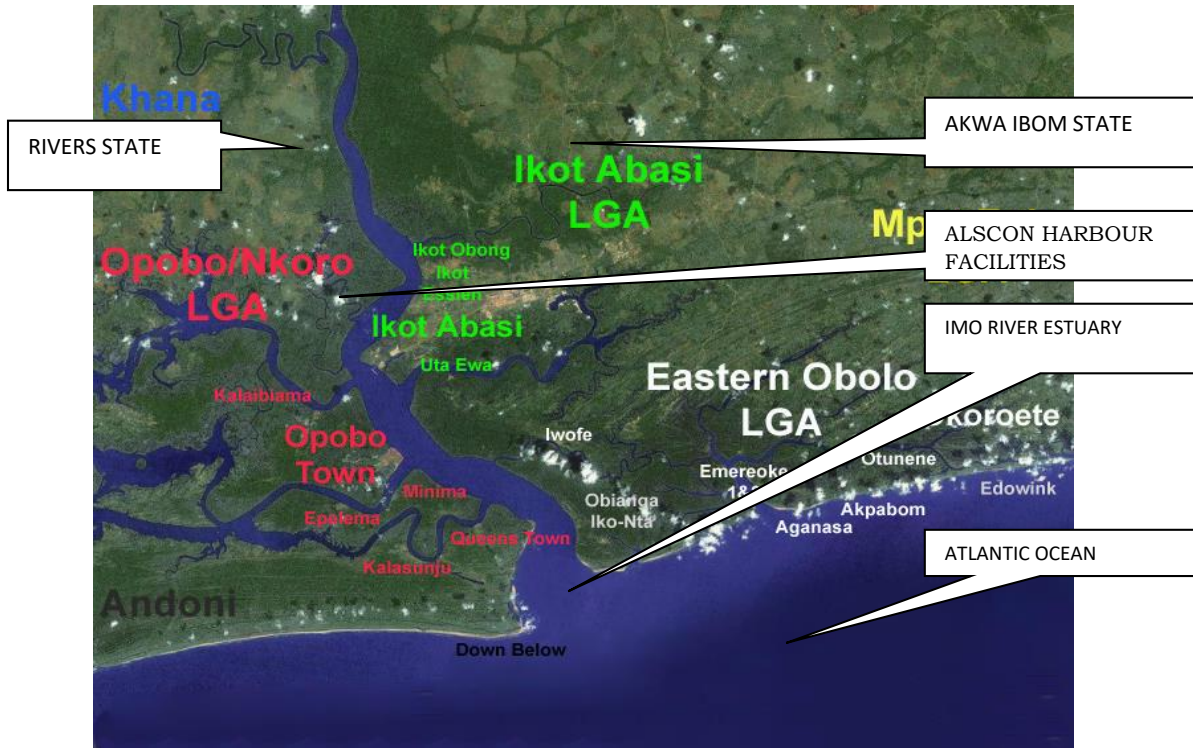 Khana
RIVERS STATE
AKWA IBOM STATE
Ikot Abasi
LGA
ALSCON HARBOUR
FACILITIES
Ikot Obong
Ikot
Essien
Opobo/Nkoro
LGA
Ikot Abasi
IMO RIVER ESTUARY
Uta Ewa
Eastern Obolo
LGA
Kalaibiama
Opobo
Town
Iwofe
Otunene
Emereoke
Edowink
Minima
Obianga
Iko-Nta
Akpabom
Aganasa
Epelema
Queens Town
Kalasunju
ATLANTIC OCEAN
Andoni
Down Below